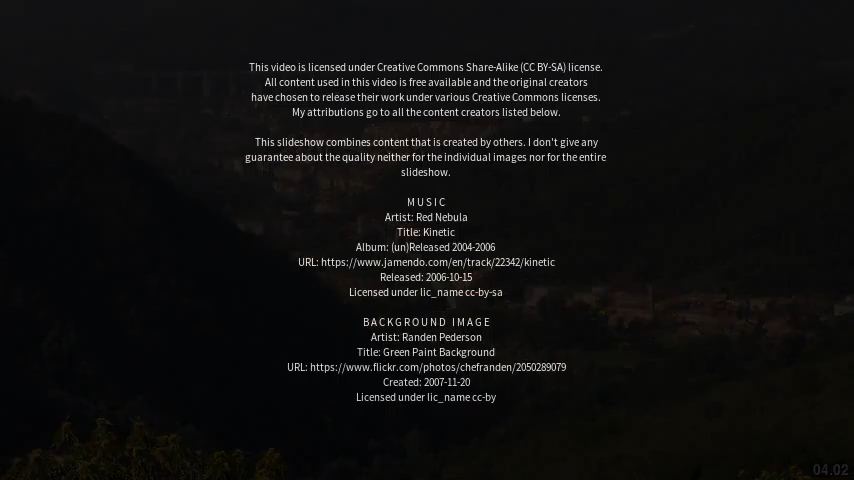 This video is licensed under Creative Commons Share-Alike (CC BY-SA) license.
All content used in this video is free available and the original creators
have chosen to release their work under various Creative Commons licenses.
My attributions go to all the content creators listed below.
This slideshow combines content that is created by others. I don't give any
guarantee about the quality neither for the individual images nor for the entire
slideshow.
MUSIC
Artist: Red Nebula
Title: Kinetic
Album: (un)Released 2004-2006
URL: https://www.jamendo.com/en/track/22342/kinetic
Released: 2006-10-15
Licensed under lic_name cc-by-sa
BACKGROUND IMAGE
Artist: Randen Pederson
Title: Green Paint Background
URL: https://www.flickr.com/photos/chefranden/2050289079
Created: 2007-11-20
Licensed under lic_name cc-by
04.02